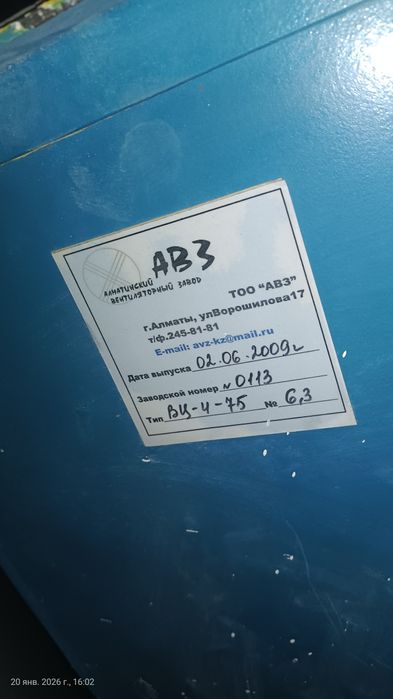 АВЗ
АЛМАТИНСКИЙ
ВЕНТИЛЯТОРНЫЙ ЗАВОД
ТОО "АВЗ"
г.Алматы, улВорошилова17
т/ф.245-81-81
E-mail: avz-kz@mail.ru
Дата выпуска 02.06.2009г
Заводской номер N0113
Тип ВЦ-4-75 № 6,3
20 янв. 2026 г., 16:02